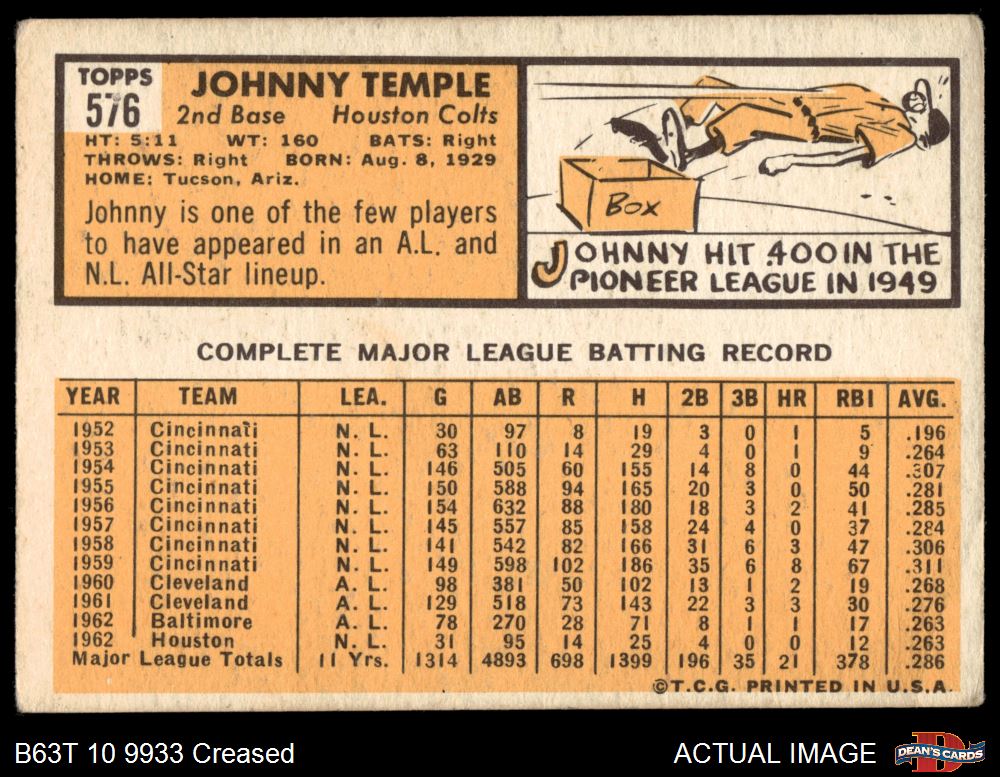 TOPPS
576
JOHNNY TEMPLE
2nd Base Houston Colts
HT: 5:11 WT: 160 BATS: Right
THROWS: Right BORN: Aug. 8, 1929
HOME: Tucson, Ariz.
Johnny is one of the few players
to have appeared in an A.L. and
N.L. All-Star lineup.
BOX
JOHNNY HIT .400 IN THE
PIONEER LEAGUE IN 1949
COMPLETE MAJOR LEAGUE BATTING RECORD
YEAR TEAM LEA. G AB R H 2B 3B HR RBI AVG.
1952 Cincinnati N. L. 30 97 8 19 3 0 1 5 .196
1953 Cincinnati N. L. 63 110 14 29 4 0 1 9 .264
1954 Cincinnati N. L. 146 505 60 155 14 8 0 44 .307
1955 Cincinnati N. L. 150 588 94 165 20 3 0 50 .281
1956 Cincinnati N. L. 154 632 88 180 18 3 2 41 .285
1957 Cincinnati N. L. 145 557 85 158 24 4 0 37 .284
1958 Cincinnati N. L. 141 542 82 166 31 6 3 47 .306
1959 Cincinnati N. L. 149 598 102 186 35 6 8 67 .311
1960 Cleveland A. L. 98 381 50 102 13 1 2 19 .268
1961 Cleveland A. L. 129 518 73 143 22 3 3 30 .276
1962 Baltimore A. L. 78 270 28 71 8 1 1 17 .263
1962 Houston N. L. 31 95 14 25 4 0 0 12 .263
Major League Totals 11 Yrs. 1314 4893 698 1399 196 35 21 378 .286
©T.C.G. PRINTED IN U.S.A.
B63T 10 9933 Creased ACTUAL IMAGE
DEAN'S CARDS